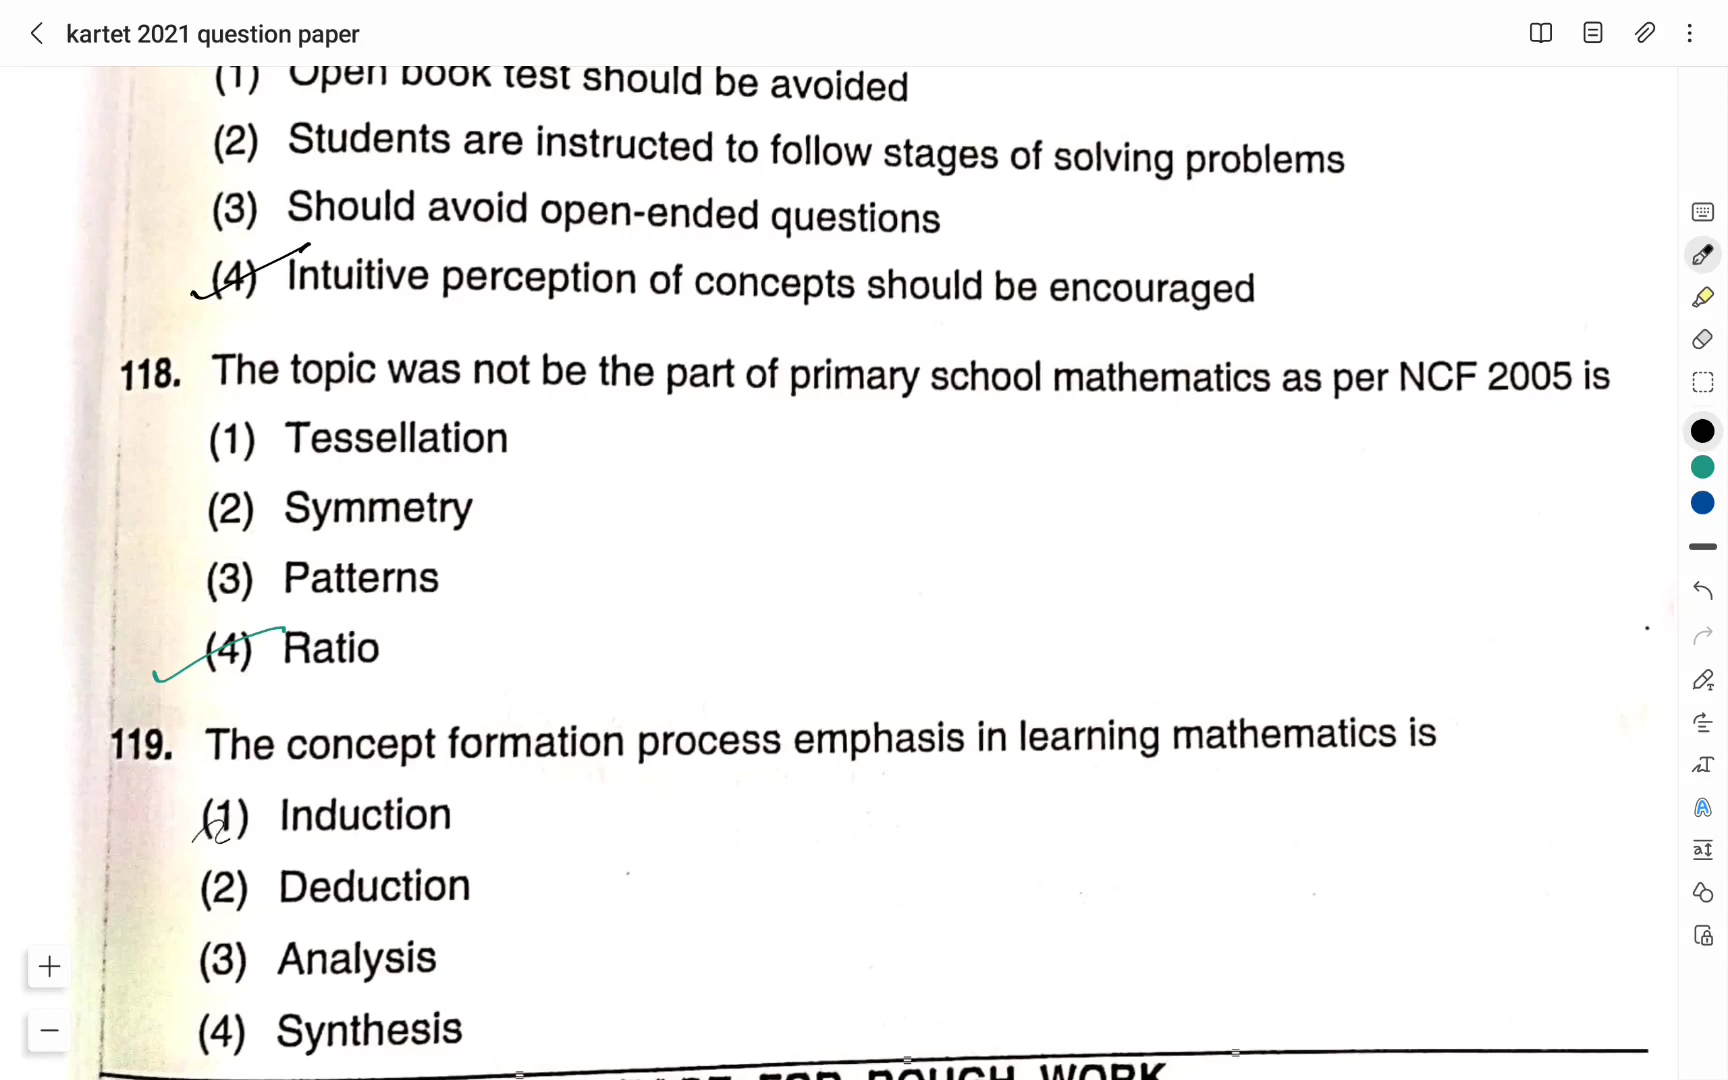 kartet 2021 question paper
(1) Open book test should be avoided
(2) Students are instructed to follow stages of solving problems
(3) Should avoid open-ended questions
(4) Intuitive perception of concepts should be encouraged
118. The topic was not be the part of primary school mathematics as per NCF 2005 is
(1) Tessellation
(2) Symmetry
(3) Patterns
(4) Ratio
119. The concept formation process emphasis in learning mathematics is
(1) Induction
(2) Deduction
(3) Analysis
(4) Synthesis
FOR ROUGH WORK